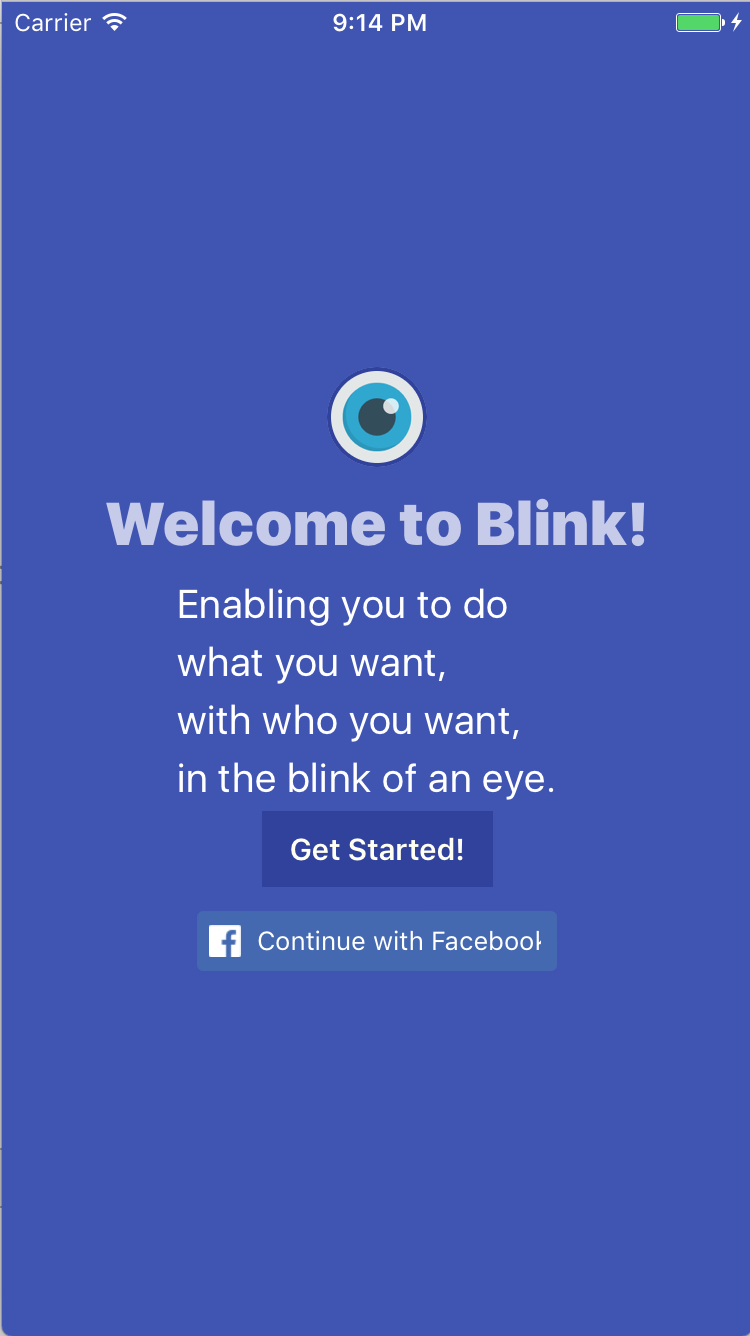 Carrier 9:14 PM
Welcome to Blink!
Enabling you to do
what you want,
with who you want,
in the blink of an eye.
Get Started!
Continue with Facebook